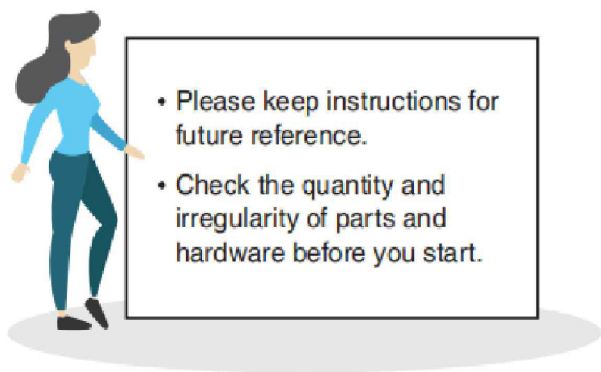 • Please keep instructions for
future reference.
• Check the quantity and
irregularity of parts and
hardware before you start.